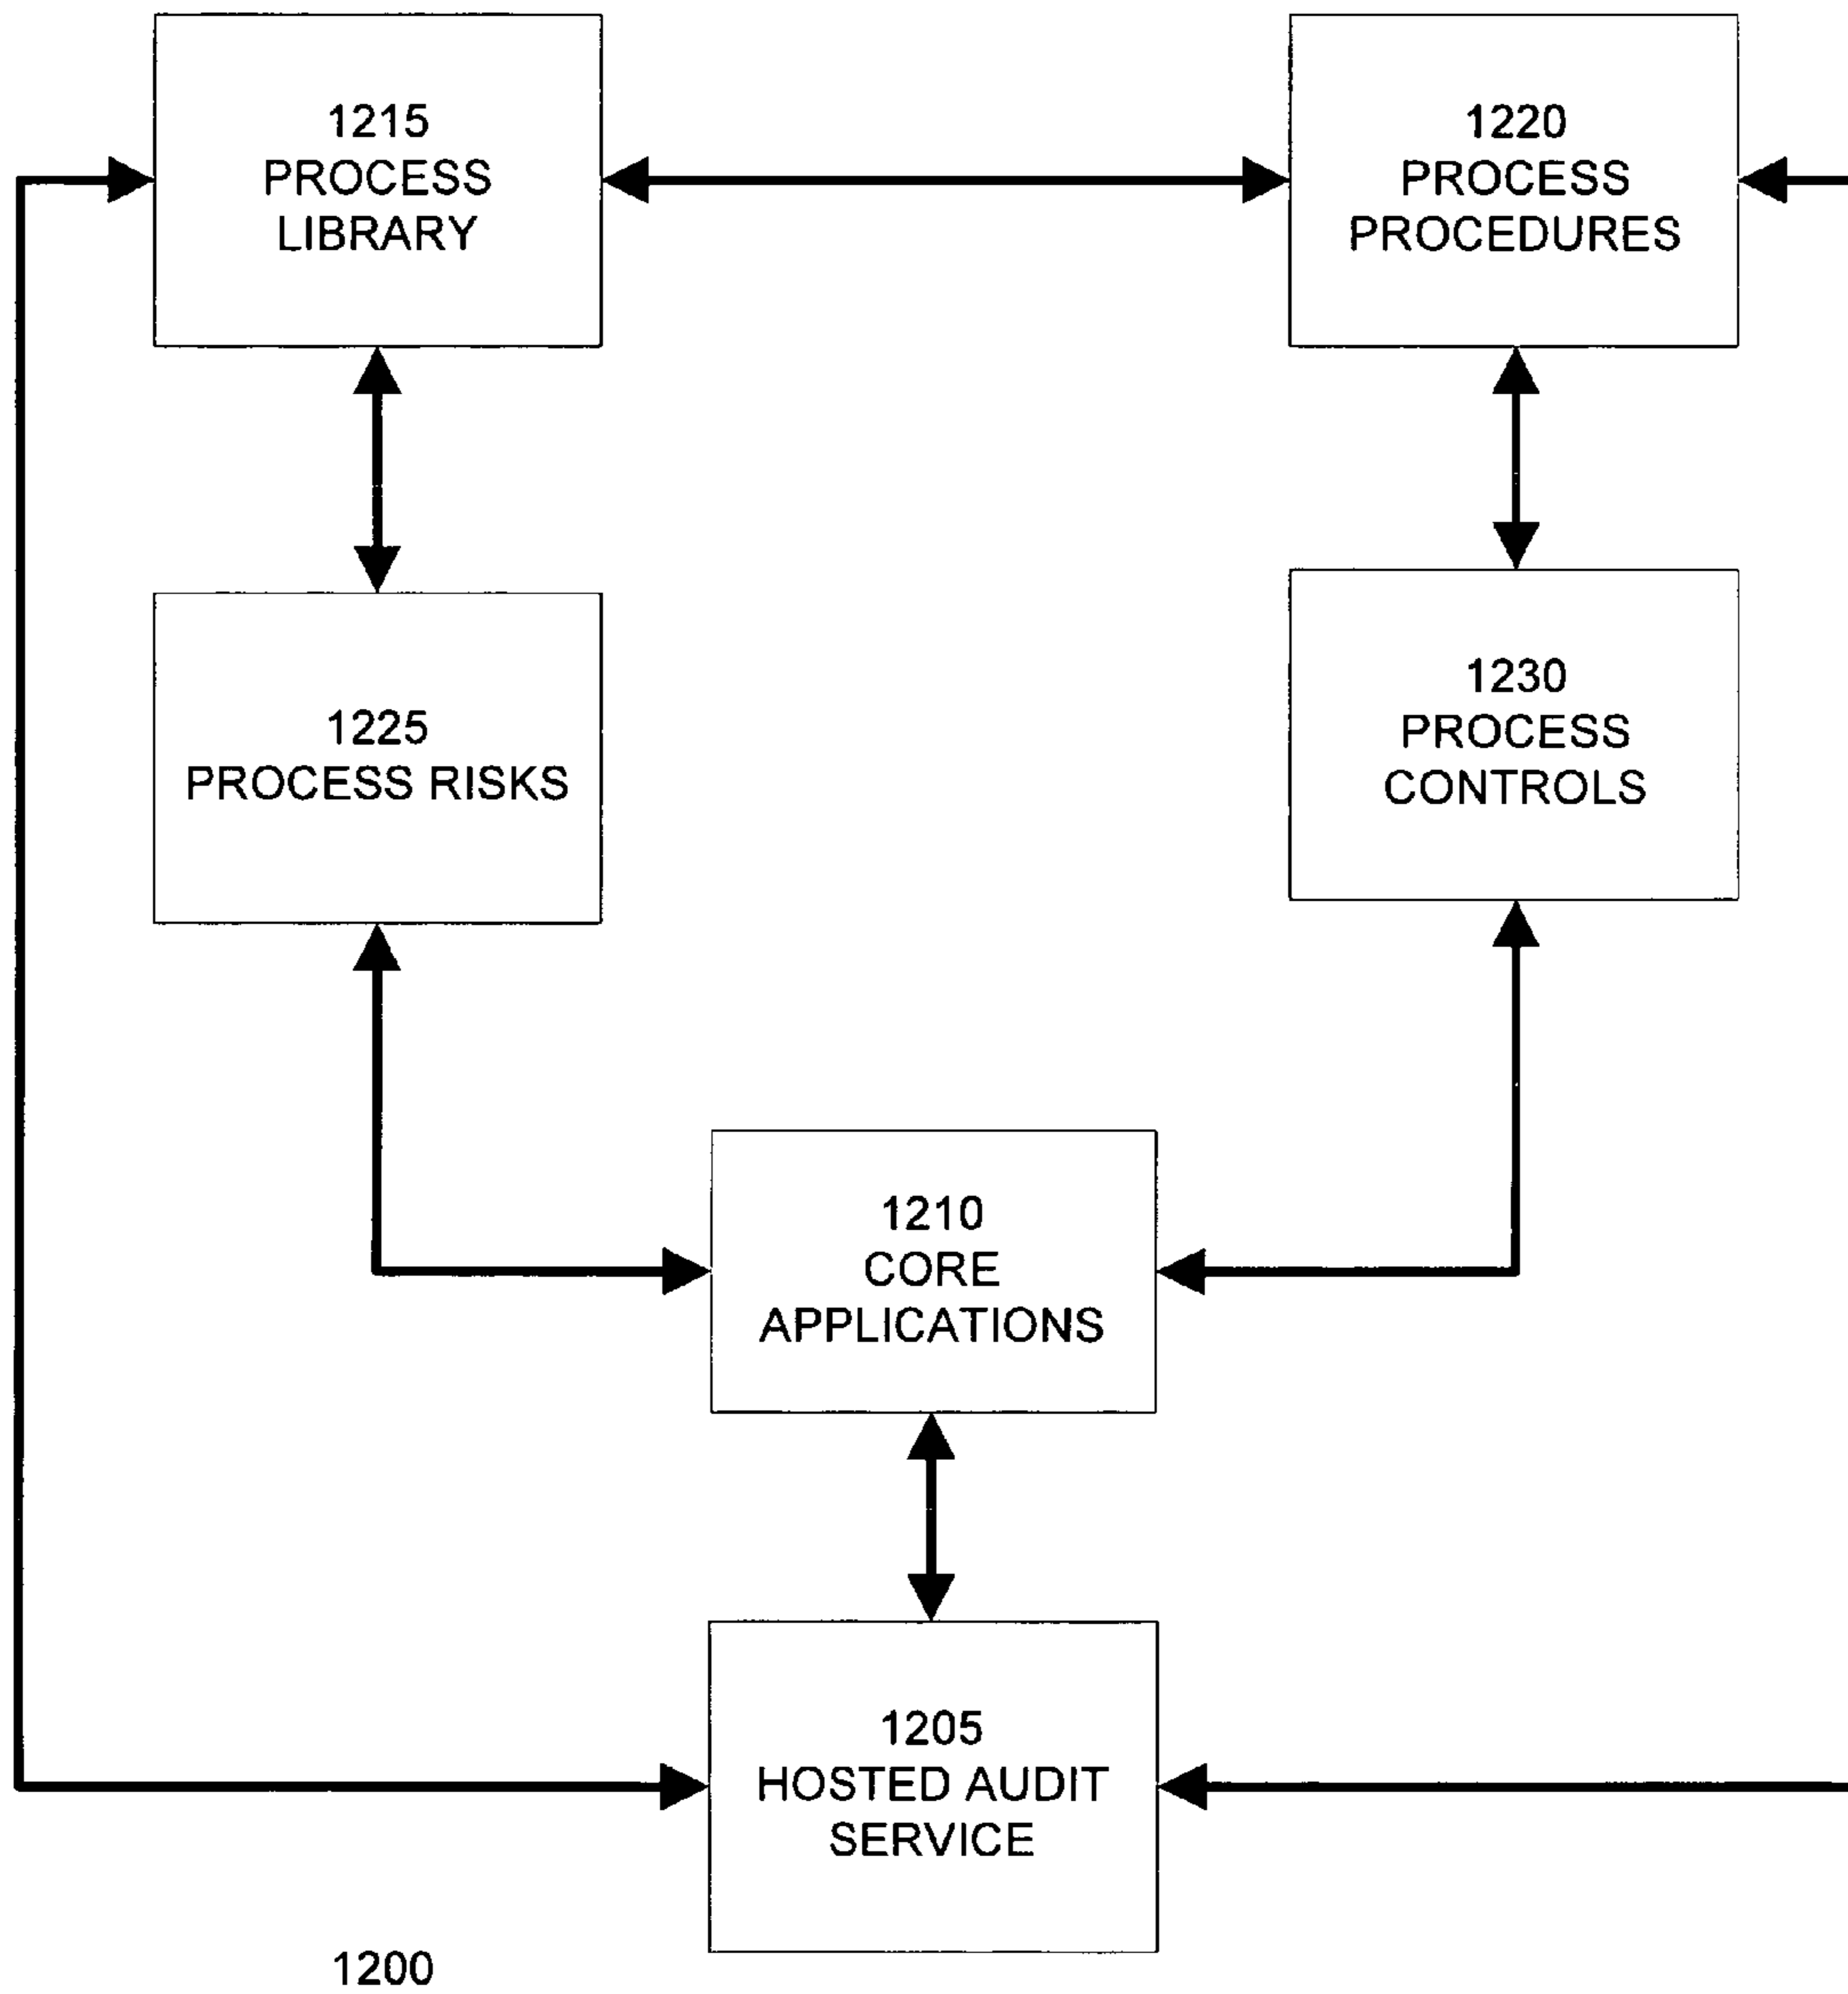 1215
PROCESS
LIBRARY
1220
PROCESS
PROCEDURES
1225
PROCESS RISKS
1230
PROCESS
CONTROLS
1210
CORE
APPLICATIONS
1205
HOSTED AUDIT
SERVICE
1200